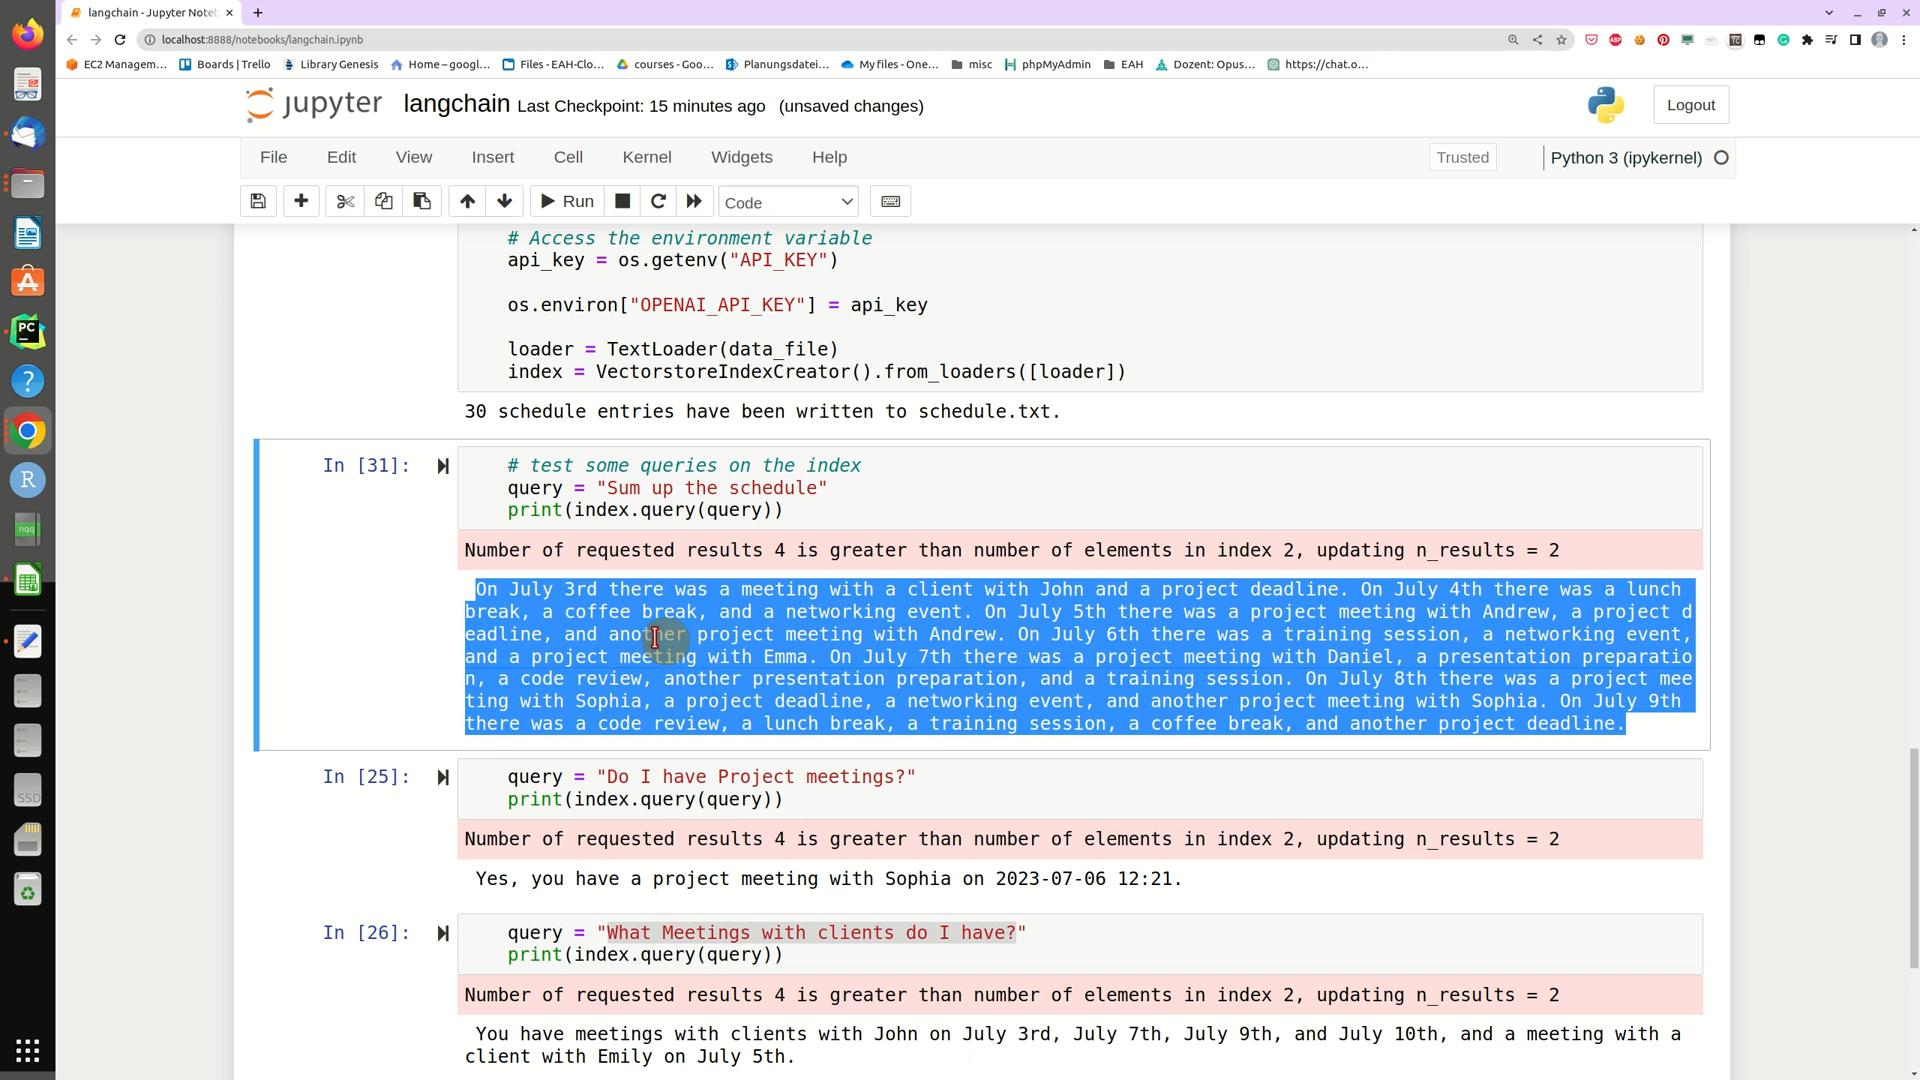 langchain - Jupyter Noteb
localhost:8888/notebooks/langchain.ipynb
EC2 Managem... Boards | Trello Library Genesis Home – googl... Files - EAH-Clo... courses - Goo... Planungsdatei... My files - One... misc phpMyAdmin EAH Dozent: Opus... https://chat.o...
jupyter langchain Last Checkpoint: 15 minutes ago (unsaved changes) Logout
File Edit View Insert Cell Kernel Widgets Help Trusted Python 3 (ipykernel)
Run Code
# Access the environment variable
api_key = os.getenv("API_KEY")
os.environ["OPENAI_API_KEY"] = api_key
loader = TextLoader(data_file)
index = VectorstoreIndexCreator().from_loaders([loader])
30 schedule entries have been written to schedule.txt.
In [31]: # test some queries on the index
query = "Sum up the schedule"
print(index.query(query))
Number of requested results 4 is greater than number of elements in index 2, updating n_results = 2
On July 3rd there was a meeting with a client with John and a project deadline. On July 4th there was a lunch
break, a coffee break, and a networking event. On July 5th there was a project meeting with Andrew, a project d
eadline, and another project meeting with Andrew. On July 6th there was a training session, a networking event,
and a project meeting with Emma. On July 7th there was a project meeting with Daniel, a presentation preparatio
n, a code review, another presentation preparation, and a training session. On July 8th there was a project mee
ting with Sophia, a project deadline, a networking event, and another project meeting with Sophia. On July 9th
there was a code review, a lunch break, a training session, a coffee break, and another project deadline.
In [25]: query = "Do I have Project meetings?"
print(index.query(query))
Number of requested results 4 is greater than number of elements in index 2, updating n_results = 2
Yes, you have a project meeting with Sophia on 2023-07-06 12:21.
In [26]: query = "What Meetings with clients do I have?"
print(index.query(query))
Number of requested results 4 is greater than number of elements in index 2, updating n_results = 2
You have meetings with clients with John on July 3rd, July 7th, July 9th, and July 10th, and a meeting with a
client with Emily on July 5th.
PC
?
R
nqq
SSD